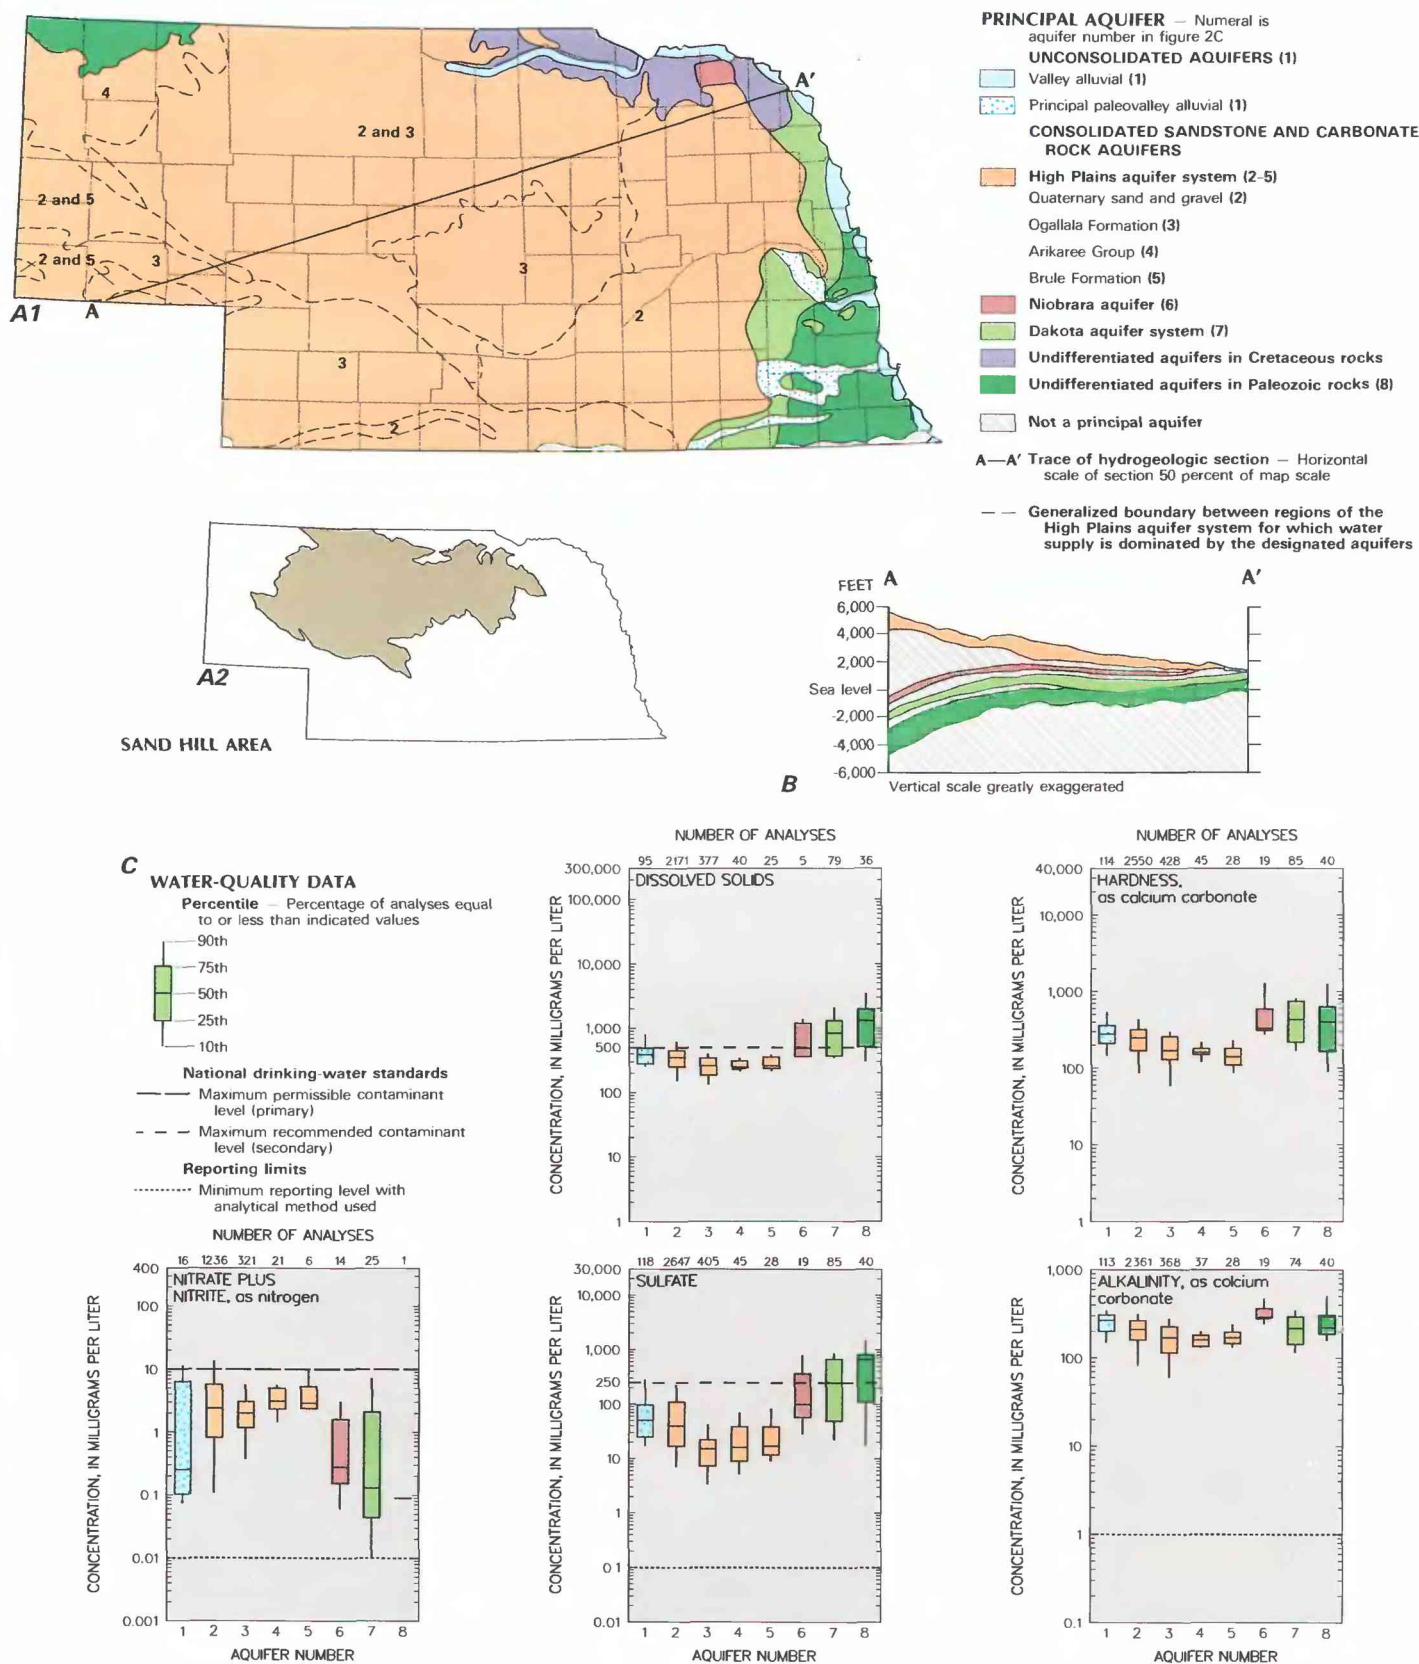 PRINCIPAL AQUIFER — Numeral is
aquifer number in figure 2C
UNCONSOLIDATED AQUIFERS (1)
Valley alluvial (1)
Principal paleovalley alluvial (1)
CONSOLIDATED SANDSTONE AND CARBONATE
ROCK AQUIFERS
High Plains aquifer system (2-5)
Quaternary sand and gravel (2)
Ogallala Formation (3)
Arikaree Group (4)
Brule Formation (5)
Niobrara aquifer (6)
Dakota aquifer system (7)
Undifferentiated aquifers in Cretaceous rocks
Undifferentiated aquifers in Paleozoic rocks (8)
Not a principal aquifer
A—A' Trace of hydrogeologic section — Horizontal
scale of section 50 percent of map scale
— — Generalized boundary between regions of the
High Plains aquifer system for which water
supply is dominated by the designated aquifers
4
2 and 3
A'
2 and 5
2 and 5
3
3
A1
A
2
3
2
A2
SAND HILL AREA
FEET
A
A'
6,000
4,000
2,000
Sea level
-2,000
-4,000
-6,000
B
Vertical scale greatly exaggerated
C
WATER-QUALITY DATA
Percentile — Percentage of analyses equal
to or less than indicated values
90th
75th
50th
25th
10th
National drinking-water standards
Maximum permissible contaminant
level (primary)
Maximum recommended contaminant
level (secondary)
Reporting limits
Minimum reporting level with
analytical method used
NUMBER OF ANALYSES
95 2171 377 40 25 5 79 36
DISSOLVED SOLIDS
CONCENTRATION, IN MILLIGRAMS PER LITER
300,000
100,000
10,000
1,000
500
100
10
1
1 2 3 4 5 6 7 8
NUMBER OF ANALYSES
114 2550 428 45 28 19 85 40
HARDNESS,
as calcium carbonate
CONCENTRATION, IN MILLIGRAMS PER LITER
40,000
10,000
1,000
100
10
1
1 2 3 4 5 6 7 8
NUMBER OF ANALYSES
16 1236 321 21 6 14 25 1
NITRATE PLUS
NITRITE, as nitrogen
CONCENTRATION, IN MILLIGRAMS PER LITER
400
100
10
1
0.1
0.01
0.001
1 2 3 4 5 6 7 8
AQUIFER NUMBER
118 2647 405 45 28 19 85 40
SULFATE
CONCENTRATION, IN MILLIGRAMS PER LITER
30,000
10,000
1,000
250
100
10
1
0 1
0.01
1 2 3 4 5 6 7 8
AQUIFER NUMBER
113 2361 368 37 28 19 74 40
ALKALINITY, as calcium
carbonate
CONCENTRATION, IN MILLIGRAMS PER LITER
1,000
100
10
1
0.1
1 2 3 4 5 6 7 8
AQUIFER NUMBER